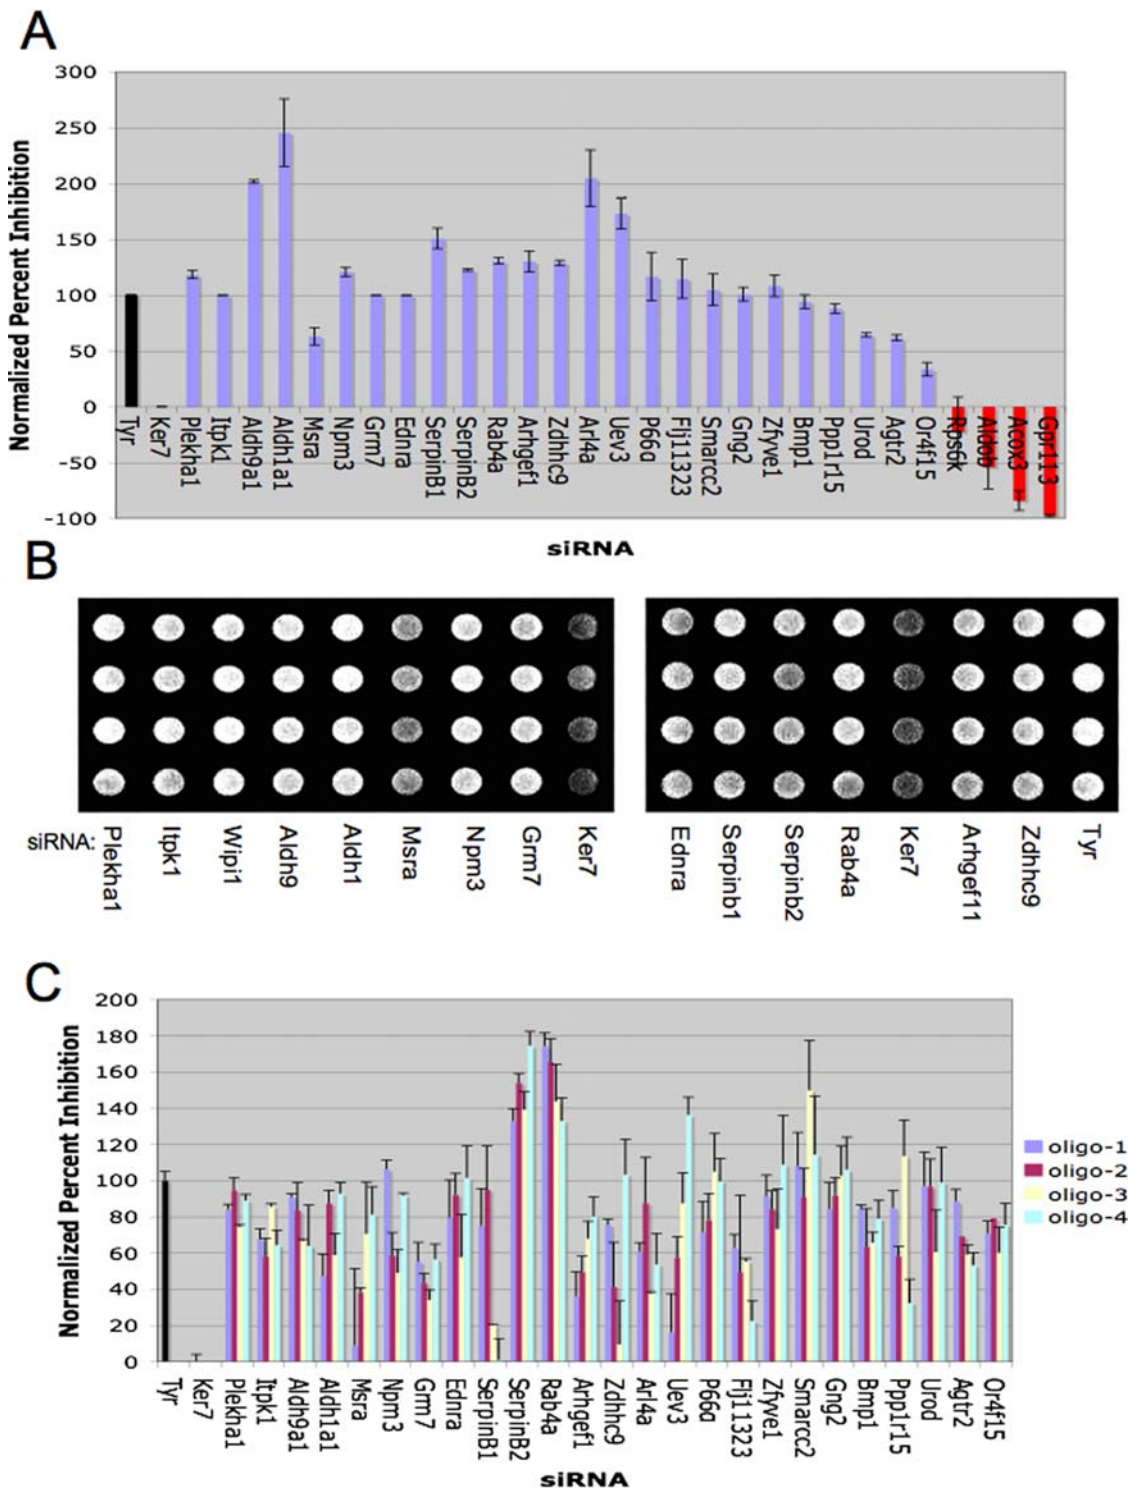 A
Normalized Percent Inhibition
300
250
200
150
100
50
0
-50
-100
Tyr
Ker7
Plekha1
Itpk1
Aldh9a1
Aldh1a1
Msra
Npm3
Grm7
Ednra
SerpinB1
SerpinB2
Rab4a
Arhgef1
Zdhhc9
Arl4a
Uev3
P66α
Flj11323
Smarcc2
Gng2
Zfyve1
Bmp1
Ppp1r15
Urod
Agtr2
Or4f15
Rps6k
Aldob
Acox3
Gpr113
siRNA
B
siRNA:
Plekha1
Itpk1
Wipi1
Aldh9
Aldh1
Msra
Npm3
Grm7
Ker7
Ednra
Serpinb1
Serpinb2
Rab4a
Ker7
Arhgef11
Zdhhc9
Tyr
C
Normalized Percent Inhibition
200
180
160
140
120
100
80
60
40
20
0
Tyr
Ker7
Plekha1
Itpk1
Aldh9a1
Aldh1a1
Msra
Npm3
Grm7
Ednra
SerpinB1
SerpinB2
Rab4a
Arhgef1
Zdhhc9
Arl4a
Uev3
P66α
Flj11323
Zfyve1
Smarcc2
Gng2
Bmp1
Ppp1r15
Urod
Agtr2
Or4f15
siRNA
oligo-1
oligo-2
oligo-3
oligo-4